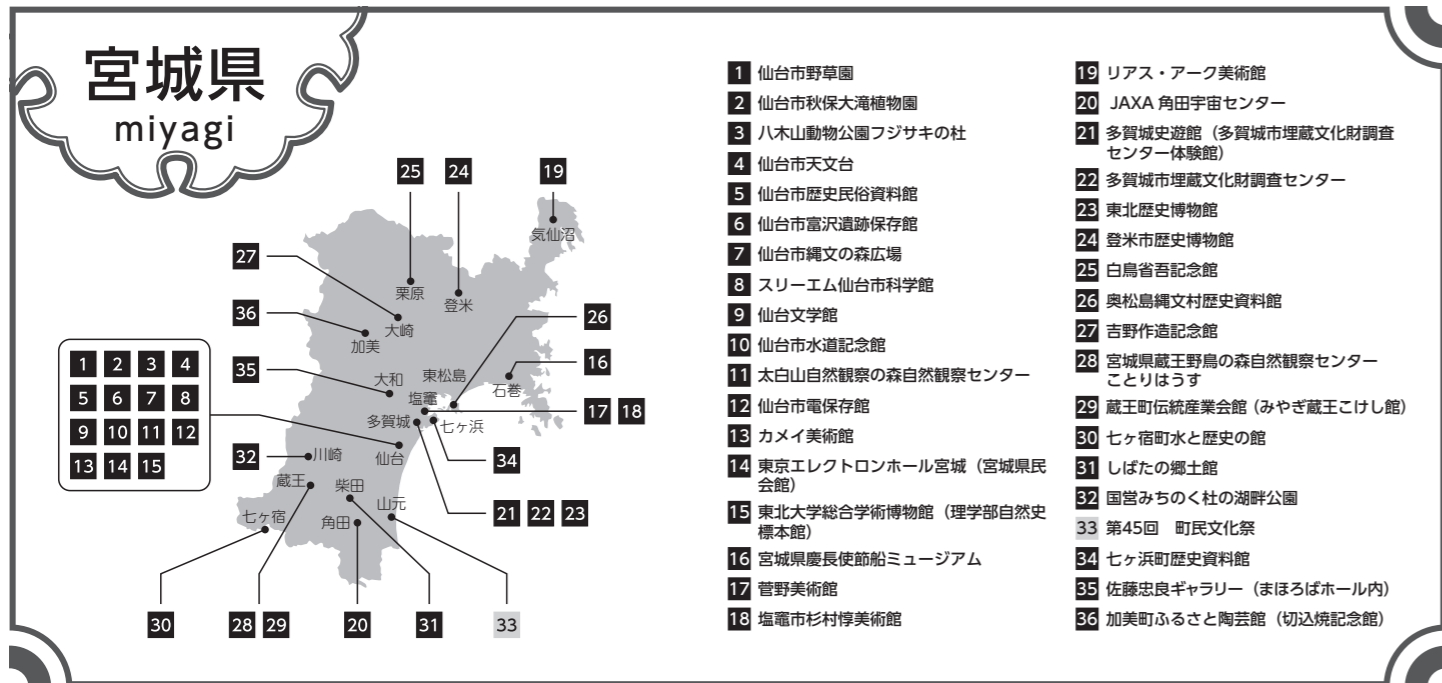 宮城県
miyagi
25
24
19
気仙沼
27
栗原
登米
36
大崎
加美
26
1 2 3 4
5 6 7 8
9 10 11 12
13 14 15
35
大和
東松島
石巻
16
塩竈
17 18
多賀城
七ヶ浜
32
川崎
仙台
34
蔵王
柴田
山元
21 22 23
七ヶ宿
角田
30
28 29
20
31
33
1 仙台市野草園
2 仙台市秋保大滝植物園
3 八木山動物公園フジサキの杜
4 仙台市天文台
5 仙台市歴史民俗資料館
6 仙台市富沢遺跡保存館
7 仙台市縄文の森広場
8 スリーエム仙台市科学館
9 仙台文学館
10 仙台市水道記念館
11 太白山自然観察の森自然観察センター
12 仙台市電保存館
13 カメイ美術館
14 東京エレクトロンホール宮城（宮城県民
会館）
15 東北大学総合学術博物館（理学部自然史
標本館）
16 宮城県慶長使節船ミュージアム
17 菅野美術館
18 塩竈市杉村惇美術館
19 リアス・アーク美術館
20 JAXA 角田宇宙センター
21 多賀城史遊館（多賀城市埋蔵文化財調査
センター体験館）
22 多賀城市埋蔵文化財調査センター
23 東北歴史博物館
24 登米市歴史博物館
25 白鳥省吾記念館
26 奥松島縄文村歴史資料館
27 吉野作造記念館
28 宮城県蔵王野鳥の森自然観察センター
ことりはうす
29 蔵王町伝統産業会館（みやぎ蔵王こけし館）
30 七ヶ宿町水と歴史の館
31 しばたの郷土館
32 国営みちのく杜の湖畔公園
33 第45回　町民文化祭
34 七ヶ浜町歴史資料館
35 佐藤忠良ギャラリー（まほろばホール内）
36 加美町ふるさと陶芸館（切込焼記念館）